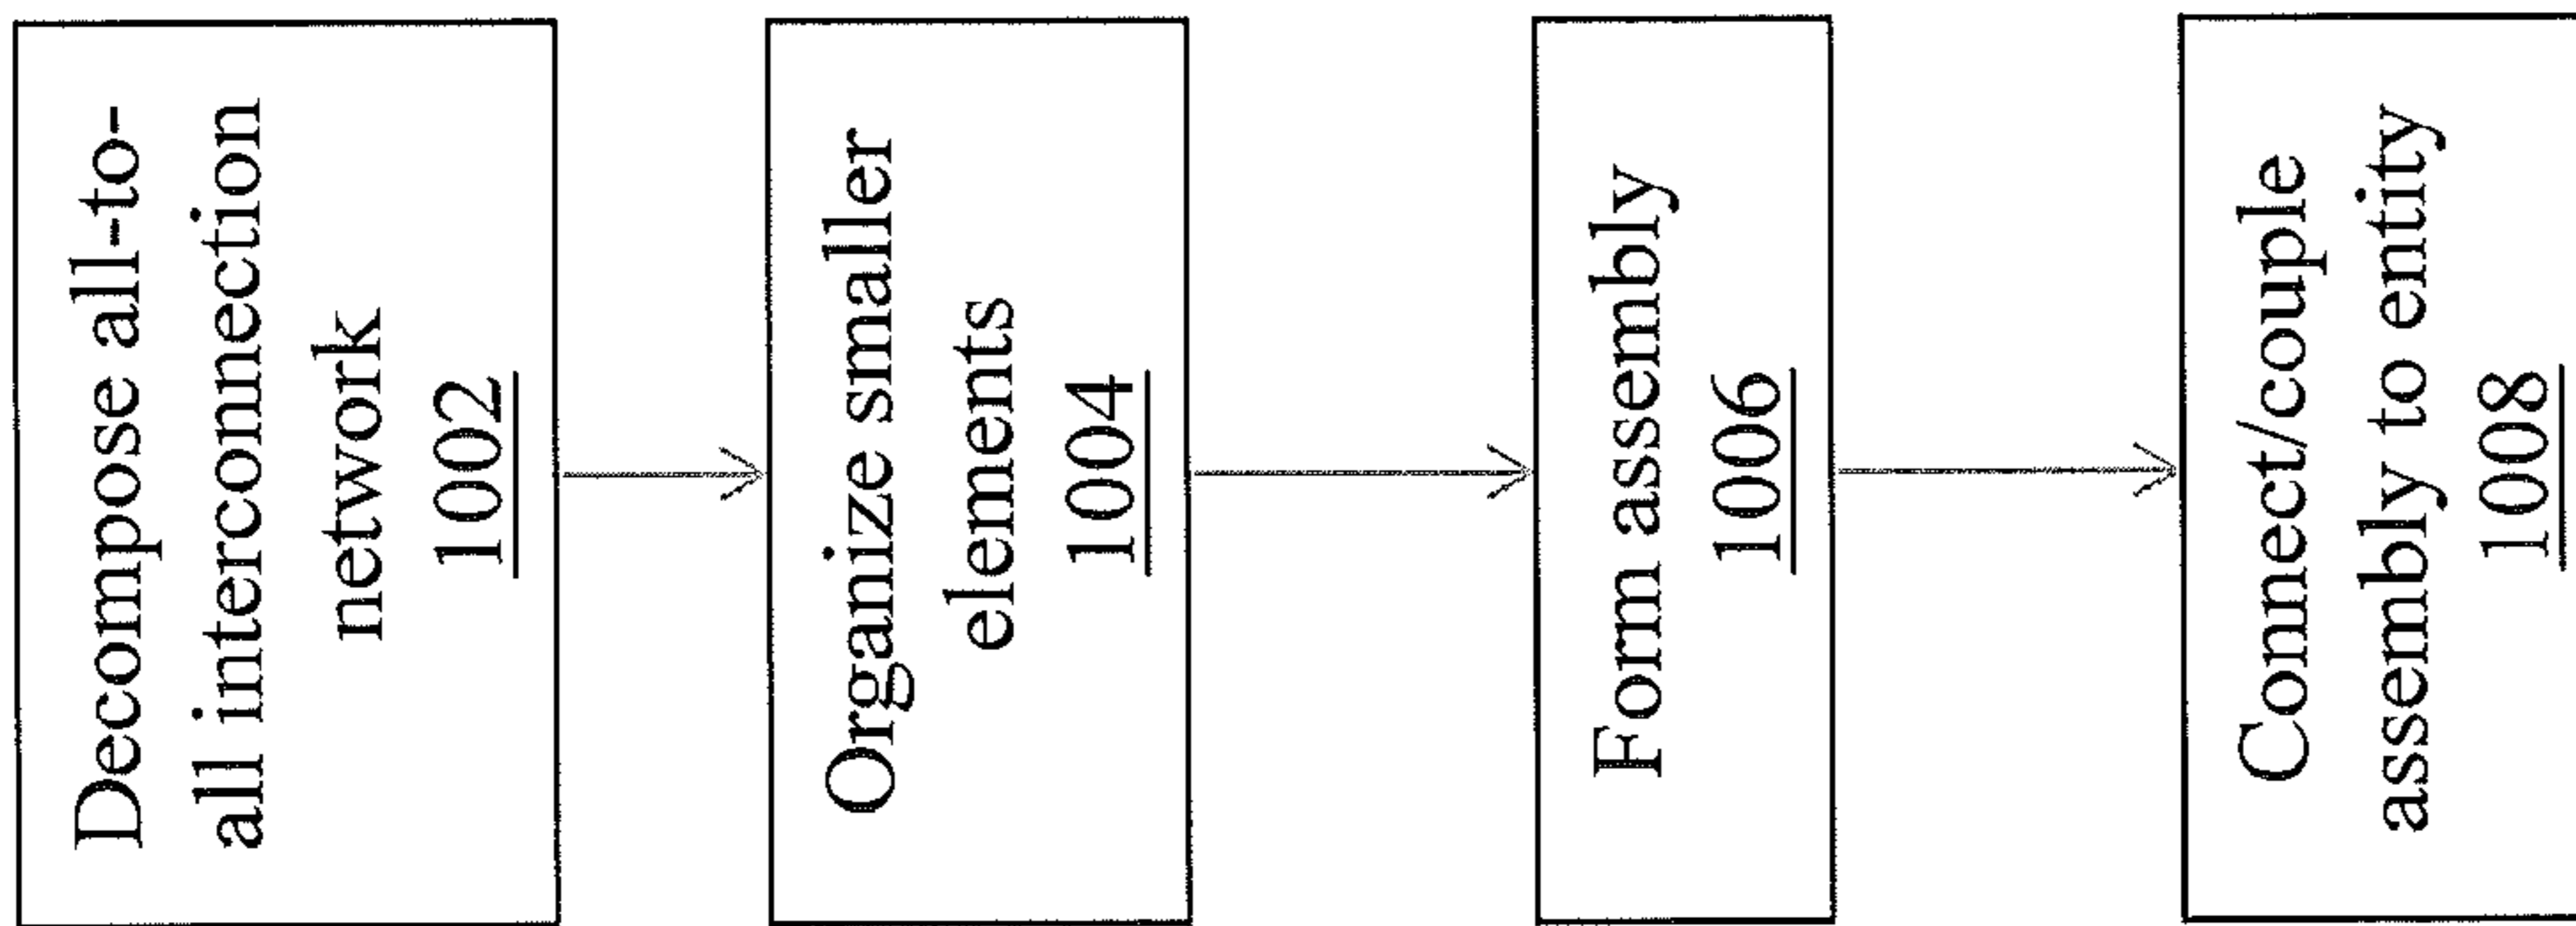 Decompose all-to-
all interconnection
network
1002
Organize smaller
elements
1004
Form assembly
1006
Connect/couple
assembly to entity
1008